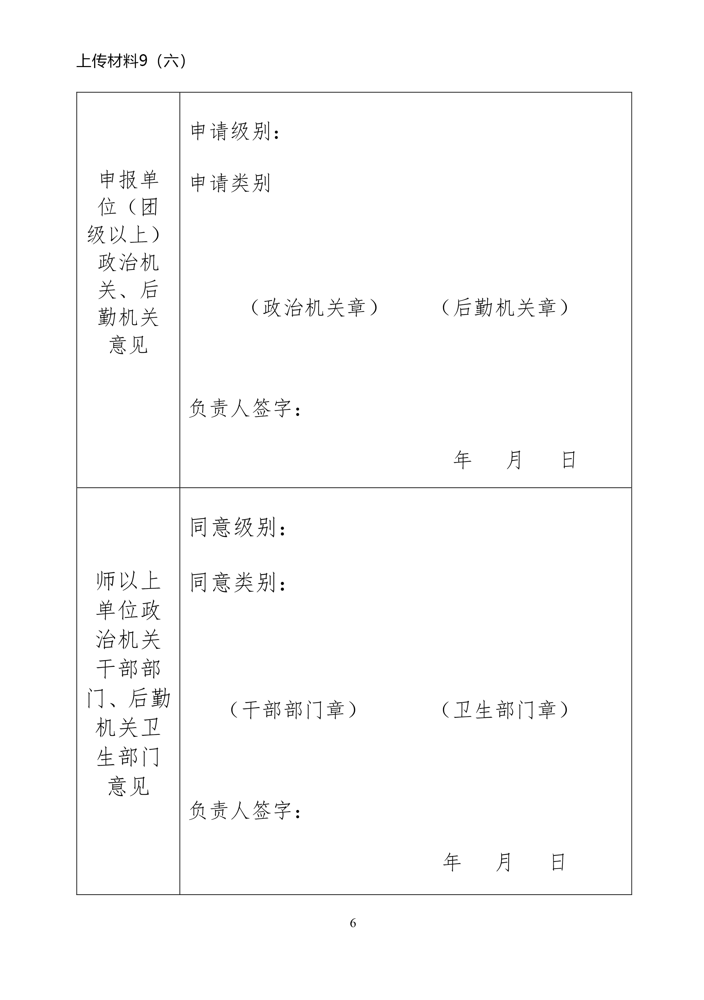 上传材料9（六）
申报单
位（团
级以上）
政治机
关、后
勤机关
意见
申请级别：
申请类别
（政治机关章） （后勤机关章）
负责人签字：
年 月 日
师以上
单位政
治机关
干部部
门、后勤
机关卫
生部门
意见
同意级别：
同意类别：
（干部部门章） （卫生部门章）
负责人签字：
年 月 日
6